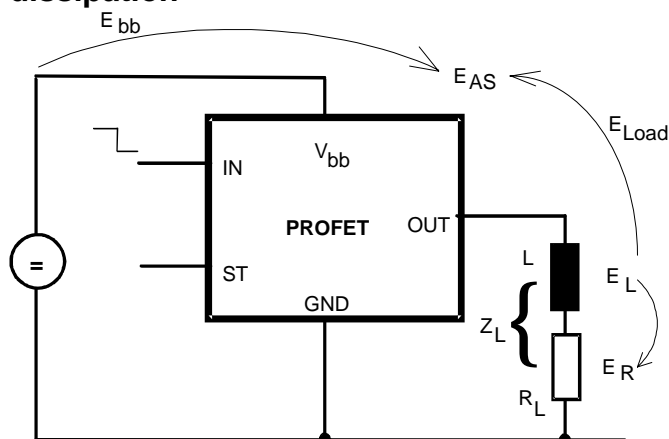 dissipation
E bb
E AS
E Load
V bb
IN
PROFET
OUT
ST
GND
=
L
Z L
{
E L
E R
R L